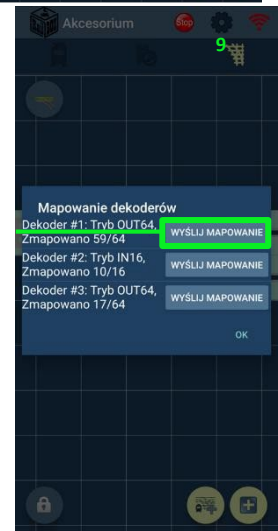 Akcesorium
Stop
9
Mapowanie dekoderów
Dekoder #1: Tryb OUT64,
Zmapowano 59/64
WYŚLIJ MAPOWANIE
Dekoder #2: Tryb IN16,
Zmapowano 10/16
WYŚLIJ MAPOWANIE
Dekoder #3: Tryb OUT64,
Zmapowano 17/64
WYŚLIJ MAPOWANIE
OK